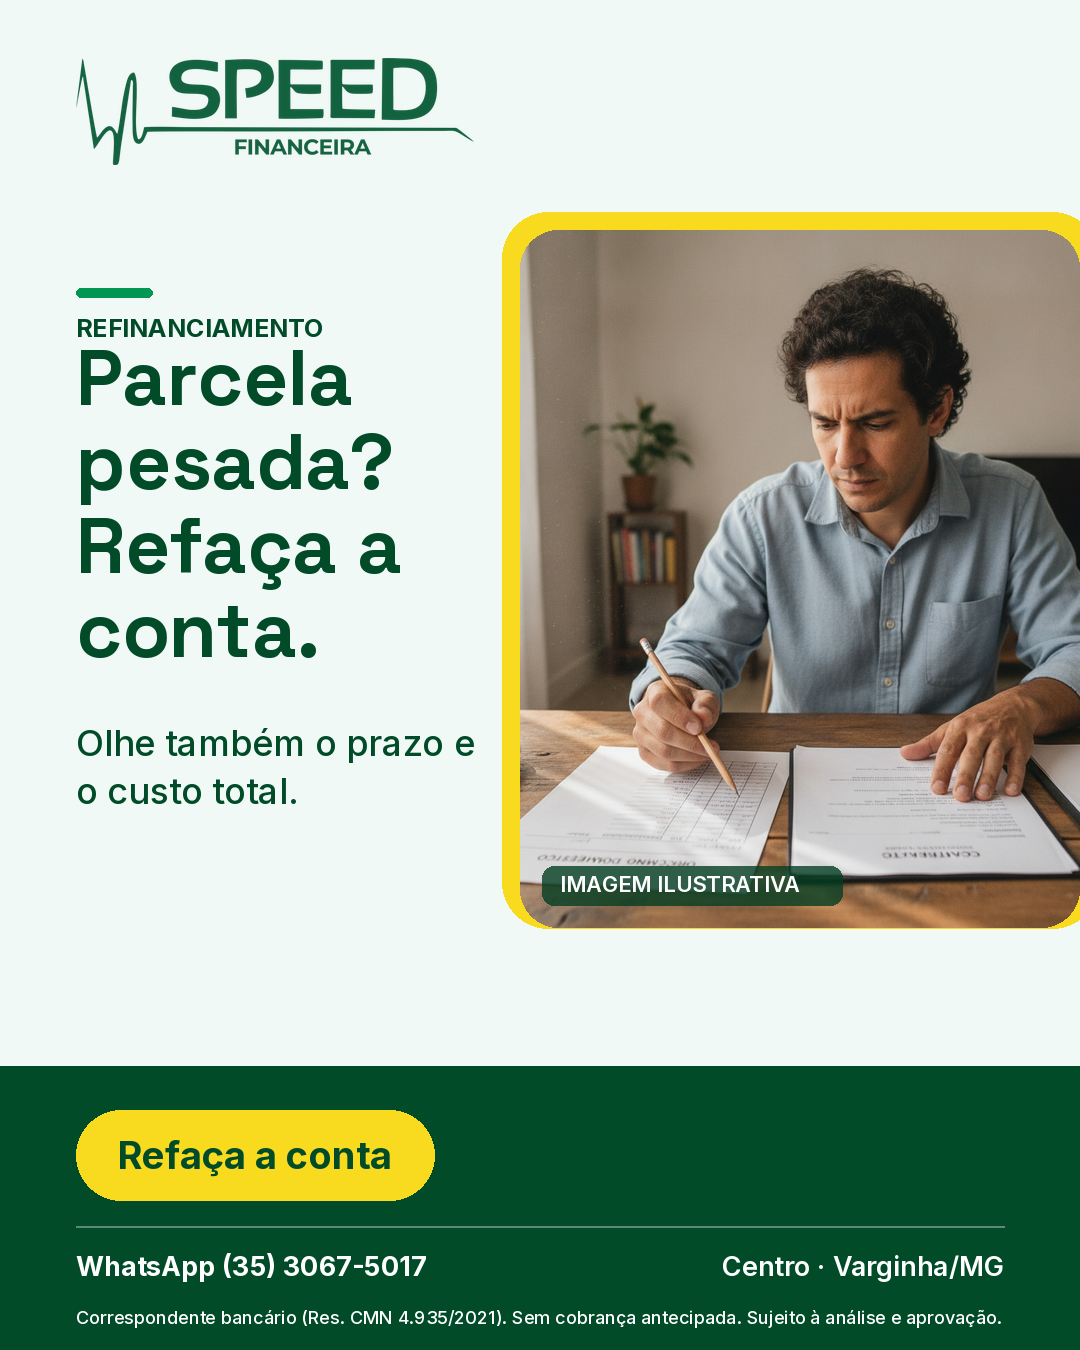 SPEED
FINANCEIRA
REFINANCIAMENTO
Parcela
pesada?
Refaça a
conta.
Olhe também o prazo e
o custo total.
IMAGEM ILUSTRATIVA
Refaça a conta
WhatsApp (35) 3067-5017
Centro · Varginha/MG
Correspondente bancário (Res. CMN 4.935/2021). Sem cobrança antecipada. Sujeito à análise e aprovação.